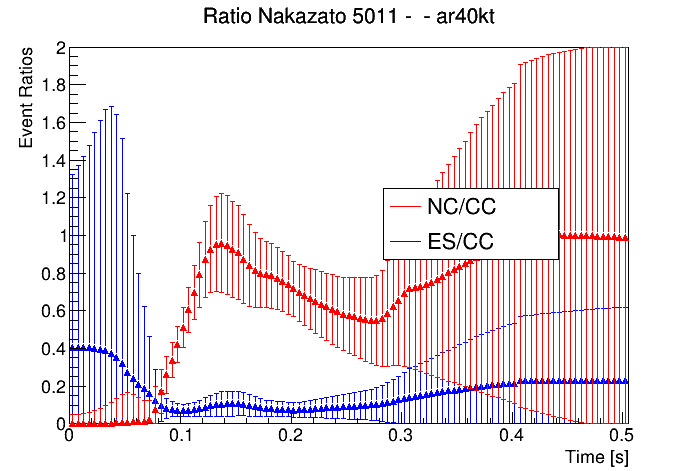 Ratio Nakazato 5011 -  - ar40kt
Event Ratios
2
1.8
1.6
1.4
1.2
1
0.8
0.6
0.4
0.2
0
NC/CC
ES/CC
0 0.1 0.2 0.3 0.4 0.5
Time [s]